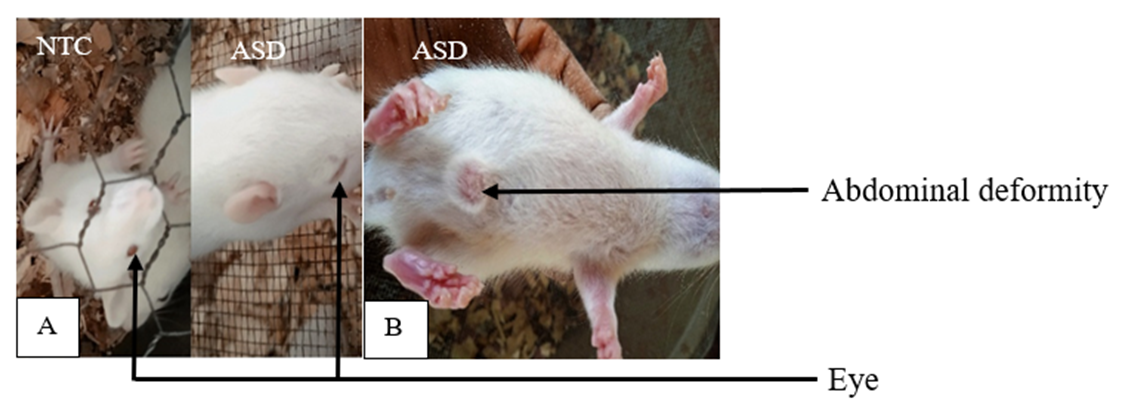 NTC
ASD
ASD
Abdominal deformity
A
B
Eye